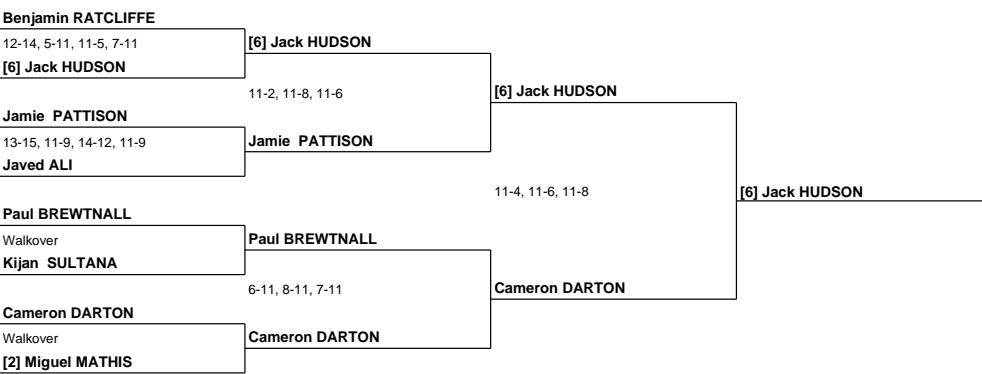 Benjamin RATCLIFFE
12-14, 5-11, 11-5, 7-11
[6] Jack HUDSON
[6] Jack HUDSON
11-2, 11-8, 11-6
[6] Jack HUDSON
Jamie PATTISON
13-15, 11-9, 14-12, 11-9
Jamie PATTISON
Javed ALI
11-4, 11-6, 11-8
[6] Jack HUDSON
Paul BREWTNALL
Walkover
Paul BREWTNALL
Kijan SULTANA
6-11, 8-11, 7-11
Cameron DARTON
Cameron DARTON
Walkover
Cameron DARTON
[2] Miguel MATHIS